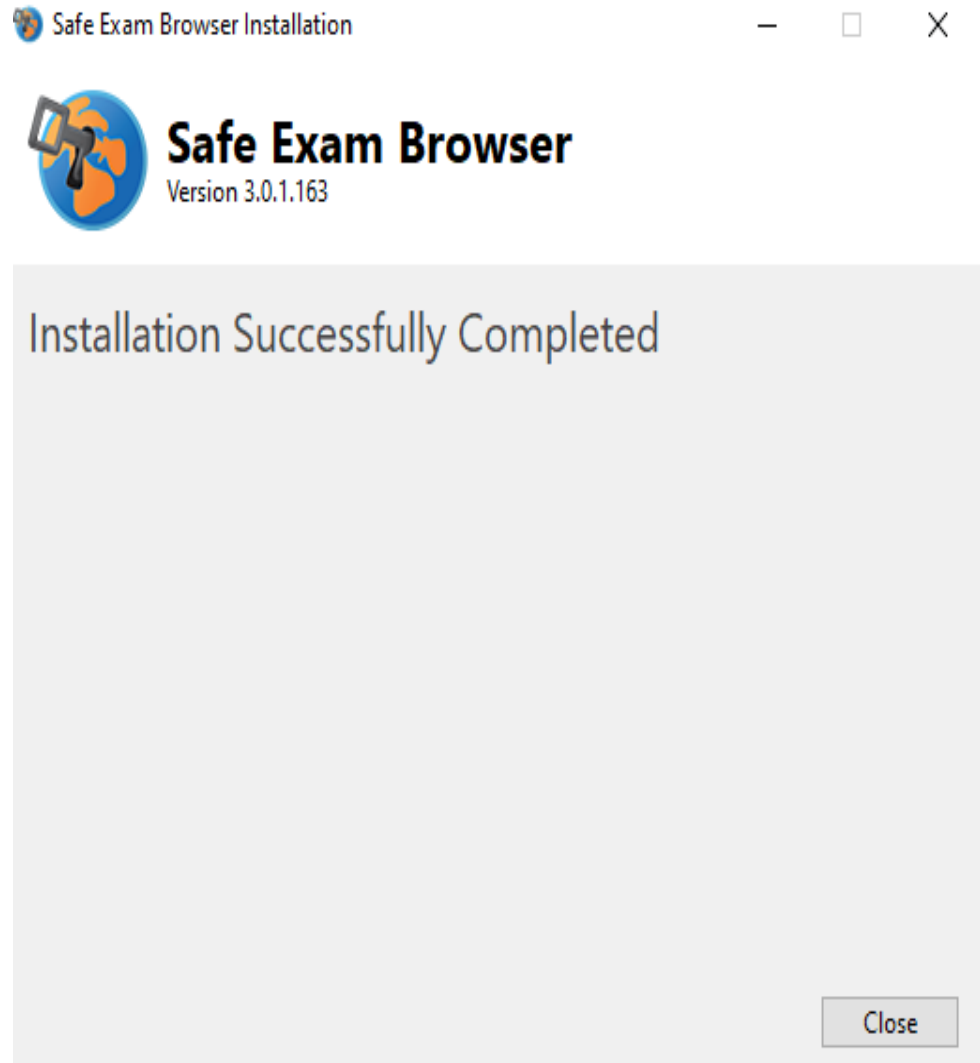 Safe Exam Browser Installation
Safe Exam Browser
Version 3.0.1.163
Installation Successfully Completed
Close